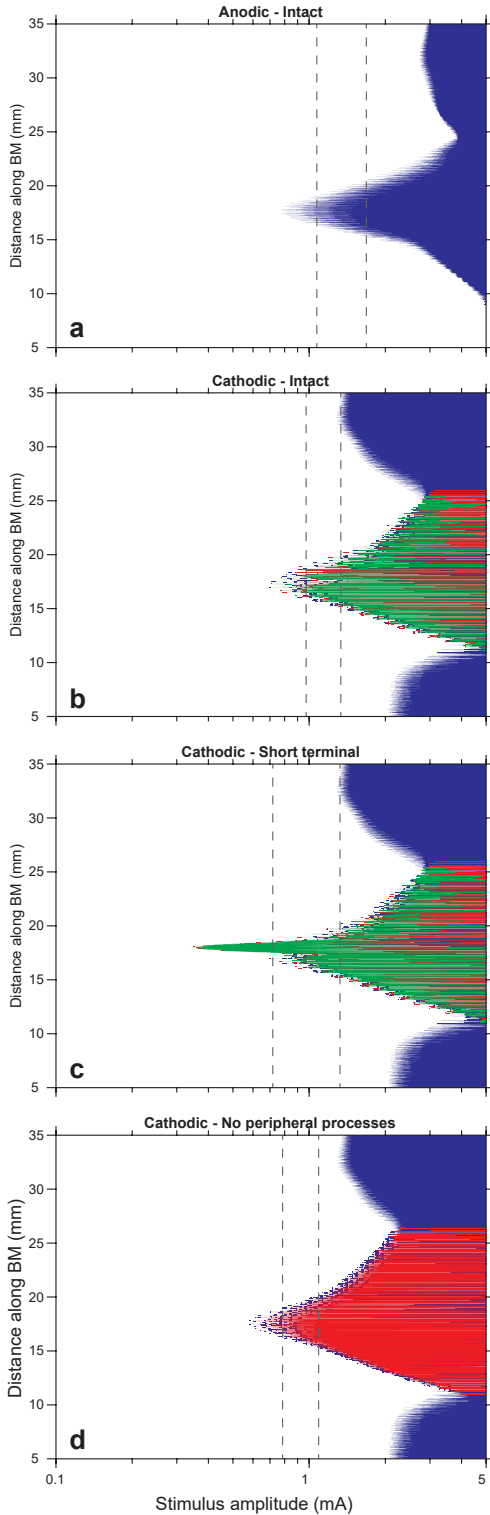 Anodic - Intact
35
30
25
20
15
10
5
Distance along BM (mm)
a
Cathodic - Intact
35
30
25
20
15
10
5
Distance along BM (mm)
b
Cathodic - Short terminal
35
30
25
20
15
10
5
Distance along BM (mm)
c
Cathodic - No peripheral processes
35
30
25
20
15
10
5
Distance along BM (mm)
d
0.1 1 5
Stimulus amplitude (mA)